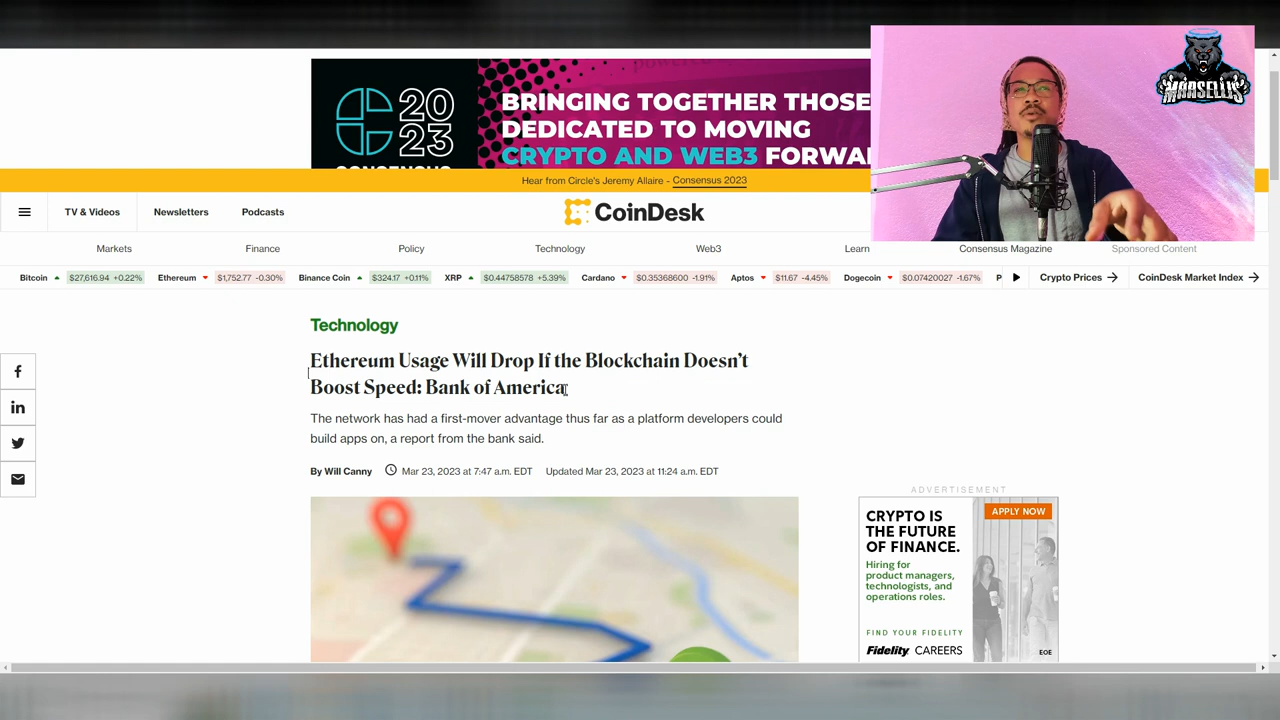 2023
CONSENSUS
BRINGING TOGETHER THOSE
DEDICATED TO MOVING
CRYPTO AND WEB3 FORWA
MARSELLIS
Hear from Circle's Jeremy Allaire - Consensus 2023
TV & Videos Newsletters Podcasts CoinDesk
Markets Finance Policy Technology Web3 Learn Consensus Magazine Sponsored Content
Bitcoin $27,616.94 +0.22% Ethereum $1,752.77 -0.30% Binance Coin $324.17 +0.11% XRP $0.44758578 +5.39% Cardano $0.35368600 -1.91% Aptos $11.67 -4.45% Dogecoin $0.07420027 -1.67% P Crypto Prices → CoinDesk Market Index →
Technology
Ethereum Usage Will Drop If the Blockchain Doesn't
Boost Speed: Bank of America
The network has had a first-mover advantage thus far as a platform developers could
build apps on, a report from the bank said.
By Will Canny Mar 23, 2023 at 7:47 a.m. EDT Updated Mar 23, 2023 at 11:24 a.m. EDT
ADVERTISEMENT
CRYPTO IS
THE FUTURE
OF FINANCE.
APPLY NOW
Hiring for
product managers,
technologists, and
operations roles.
FIND YOUR FIDELITY
Fidelity CAREERS
EOE